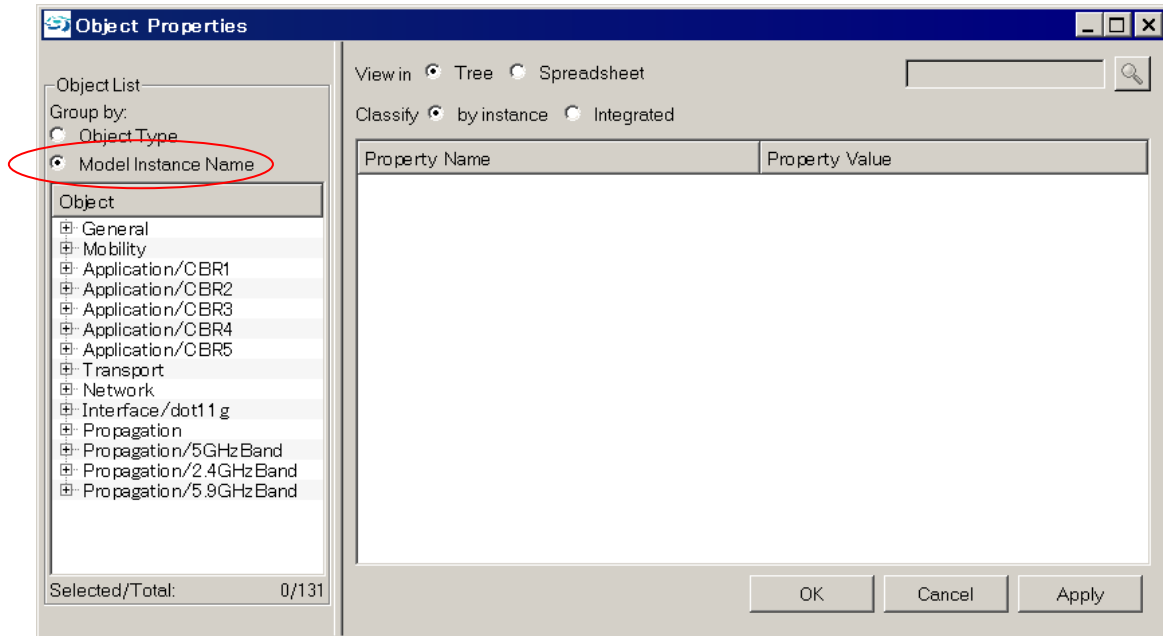 Object Properties
Object List
Group by:
Object Type
Model Instance Name
Object
General
Mobility
Application/CBR1
Application/CBR2
Application/CBR3
Application/CBR4
Application/CBR5
Transport
Network
Interface/dot11g
Propagation
Propagation/5GHzBand
Propagation/2.4GHzBand
Propagation/5.9GHzBand
Selected/Total: 0/131
View in Tree Spreadsheet
Classify by instance Integrated
Property Name Property Value
OK Cancel Apply